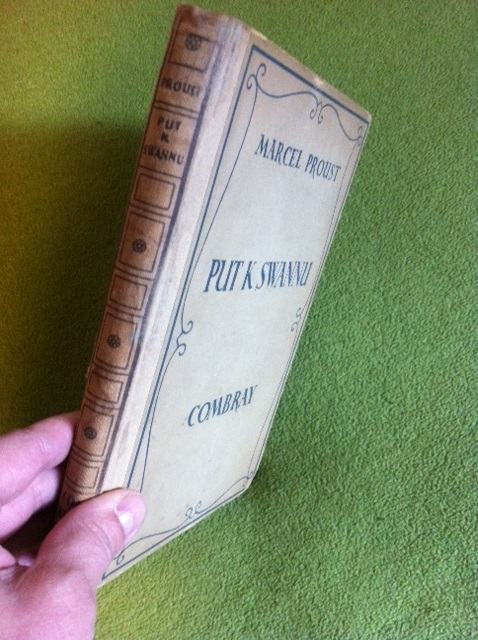 PROUST
PUT
K
SWANNU
MARCEL PROUST
PUT K SWANNU
COMBRAY